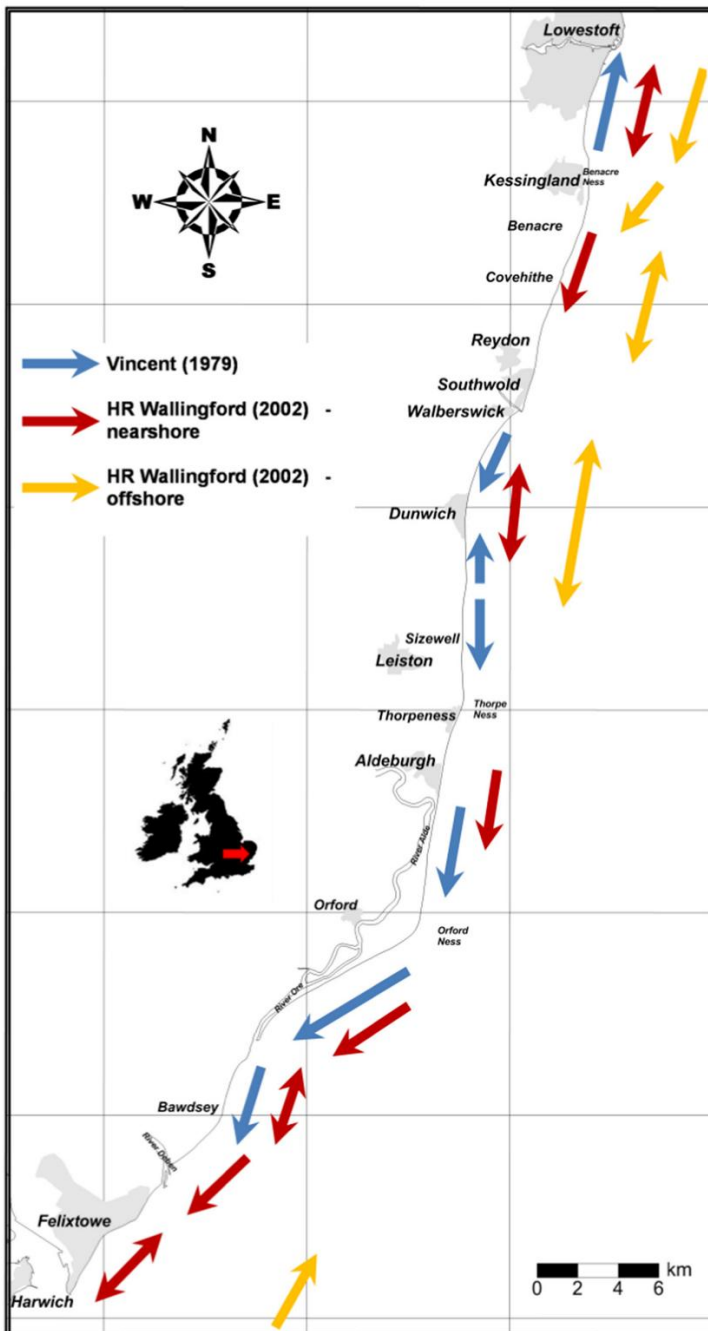 Lowestoft
N
W
E
S
Kessingland
Benacre
Ness
Benacre
Covehithe
Reydon
Southwold
Walberswick
Vincent (1979)
HR Wallingford (2002) -
nearshore
HR Wallingford (2002) -
offshore
Dunwich
Sizewell
Leiston
Thorpe
Ness
Thorpeness
Aldeburgh
River Alde
Orford
Orford
Ness
River Ore
Bawdsey
River Deben
Felixtowe
Harwich
km
0 2 4 6